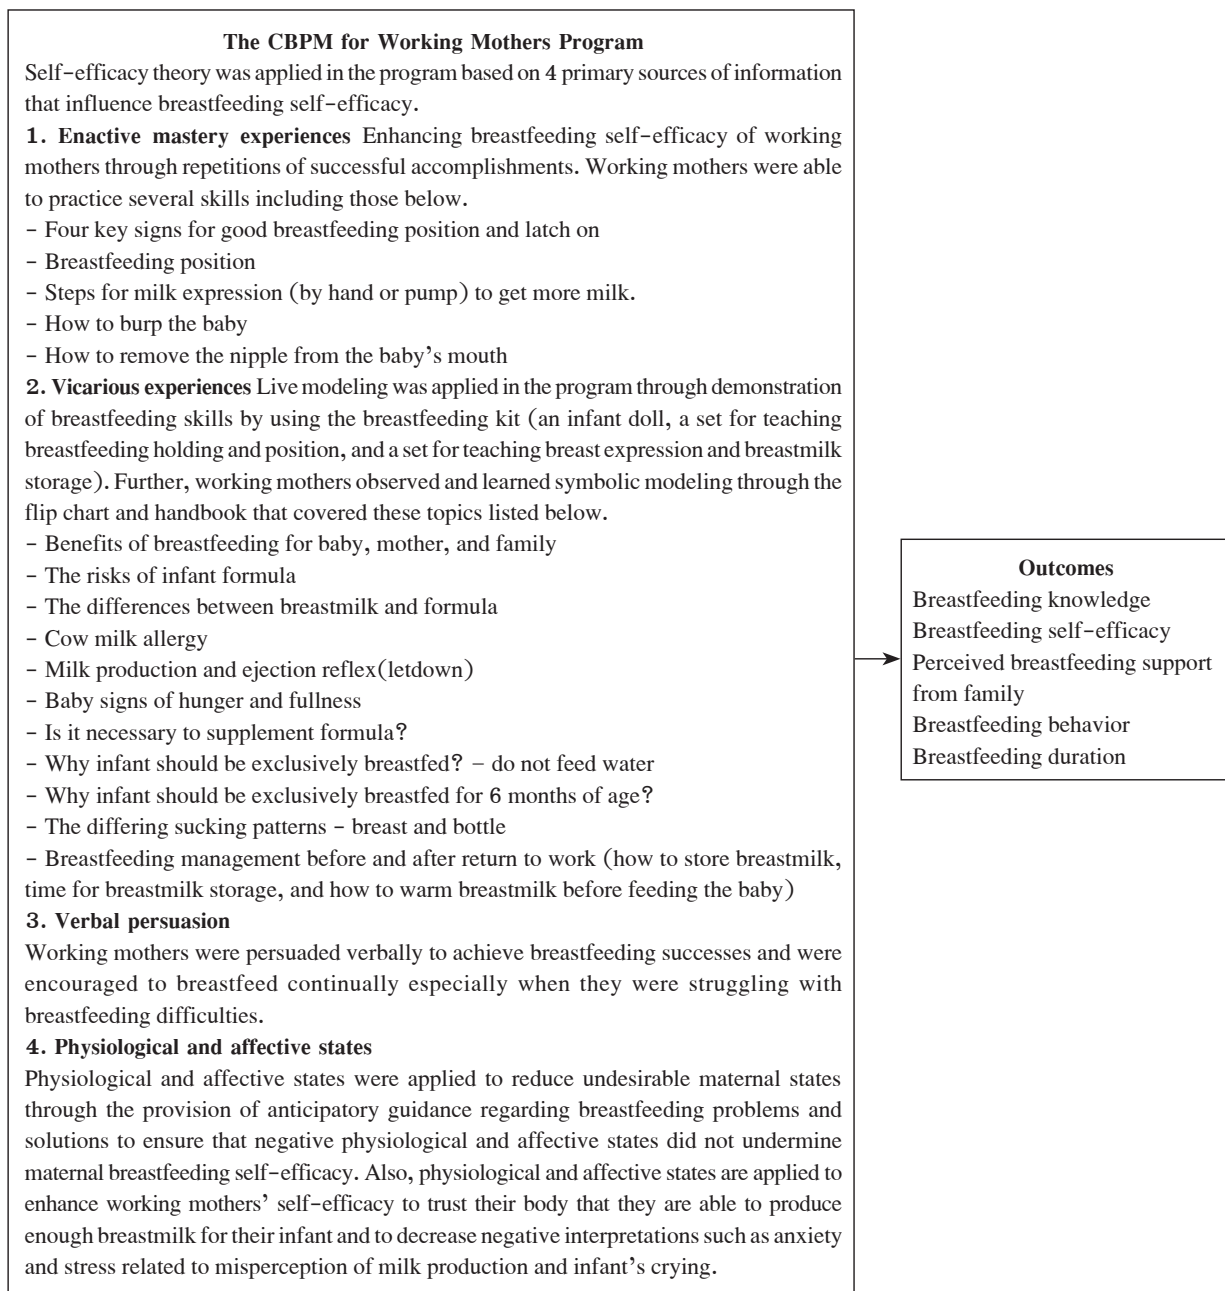 The CBPM for Working Mothers Program
Self-efficacy theory was applied in the program based on 4 primary sources of information
that influence breastfeeding self-efficacy.
1. Enactive mastery experiences Enhancing breastfeeding self-efficacy of working
mothers through repetitions of successful accomplishments. Working mothers were able
to practice several skills including those below.
- Four key signs for good breastfeeding position and latch on
- Breastfeeding position
- Steps for milk expression (by hand or pump) to get more milk.
- How to burp the baby
- How to remove the nipple from the baby's mouth
2. Vicarious experiences Live modeling was applied in the program through demonstration
of breastfeeding skills by using the breastfeeding kit (an infant doll, a set for teaching
breastfeeding holding and position, and a set for teaching breast expression and breastmilk
storage). Further, working mothers observed and learned symbolic modeling through the
flip chart and handbook that covered these topics listed below.
- Benefits of breastfeeding for baby, mother, and family
- The risks of infant formula
- The differences between breastmilk and formula
- Cow milk allergy
- Milk production and ejection reflex(letdown)
- Baby signs of hunger and fullness
- Is it necessary to supplement formula?
- Why infant should be exclusively breastfed? – do not feed water
- Why infant should be exclusively breastfed for 6 months of age?
- The differing sucking patterns - breast and bottle
- Breastfeeding management before and after return to work (how to store breastmilk,
time for breastmilk storage, and how to warm breastmilk before feeding the baby)
3. Verbal persuasion
Working mothers were persuaded verbally to achieve breastfeeding successes and were
encouraged to breastfeed continually especially when they were struggling with
breastfeeding difficulties.
4. Physiological and affective states
Physiological and affective states were applied to reduce undesirable maternal states
through the provision of anticipatory guidance regarding breastfeeding problems and
solutions to ensure that negative physiological and affective states did not undermine
maternal breastfeeding self-efficacy. Also, physiological and affective states are applied to
enhance working mothers' self-efficacy to trust their body that they are able to produce
enough breastmilk for their infant and to decrease negative interpretations such as anxiety
and stress related to misperception of milk production and infant's crying.
Outcomes
Breastfeeding knowledge
Breastfeeding self-efficacy
Perceived breastfeeding support
from family
Breastfeeding behavior
Breastfeeding duration